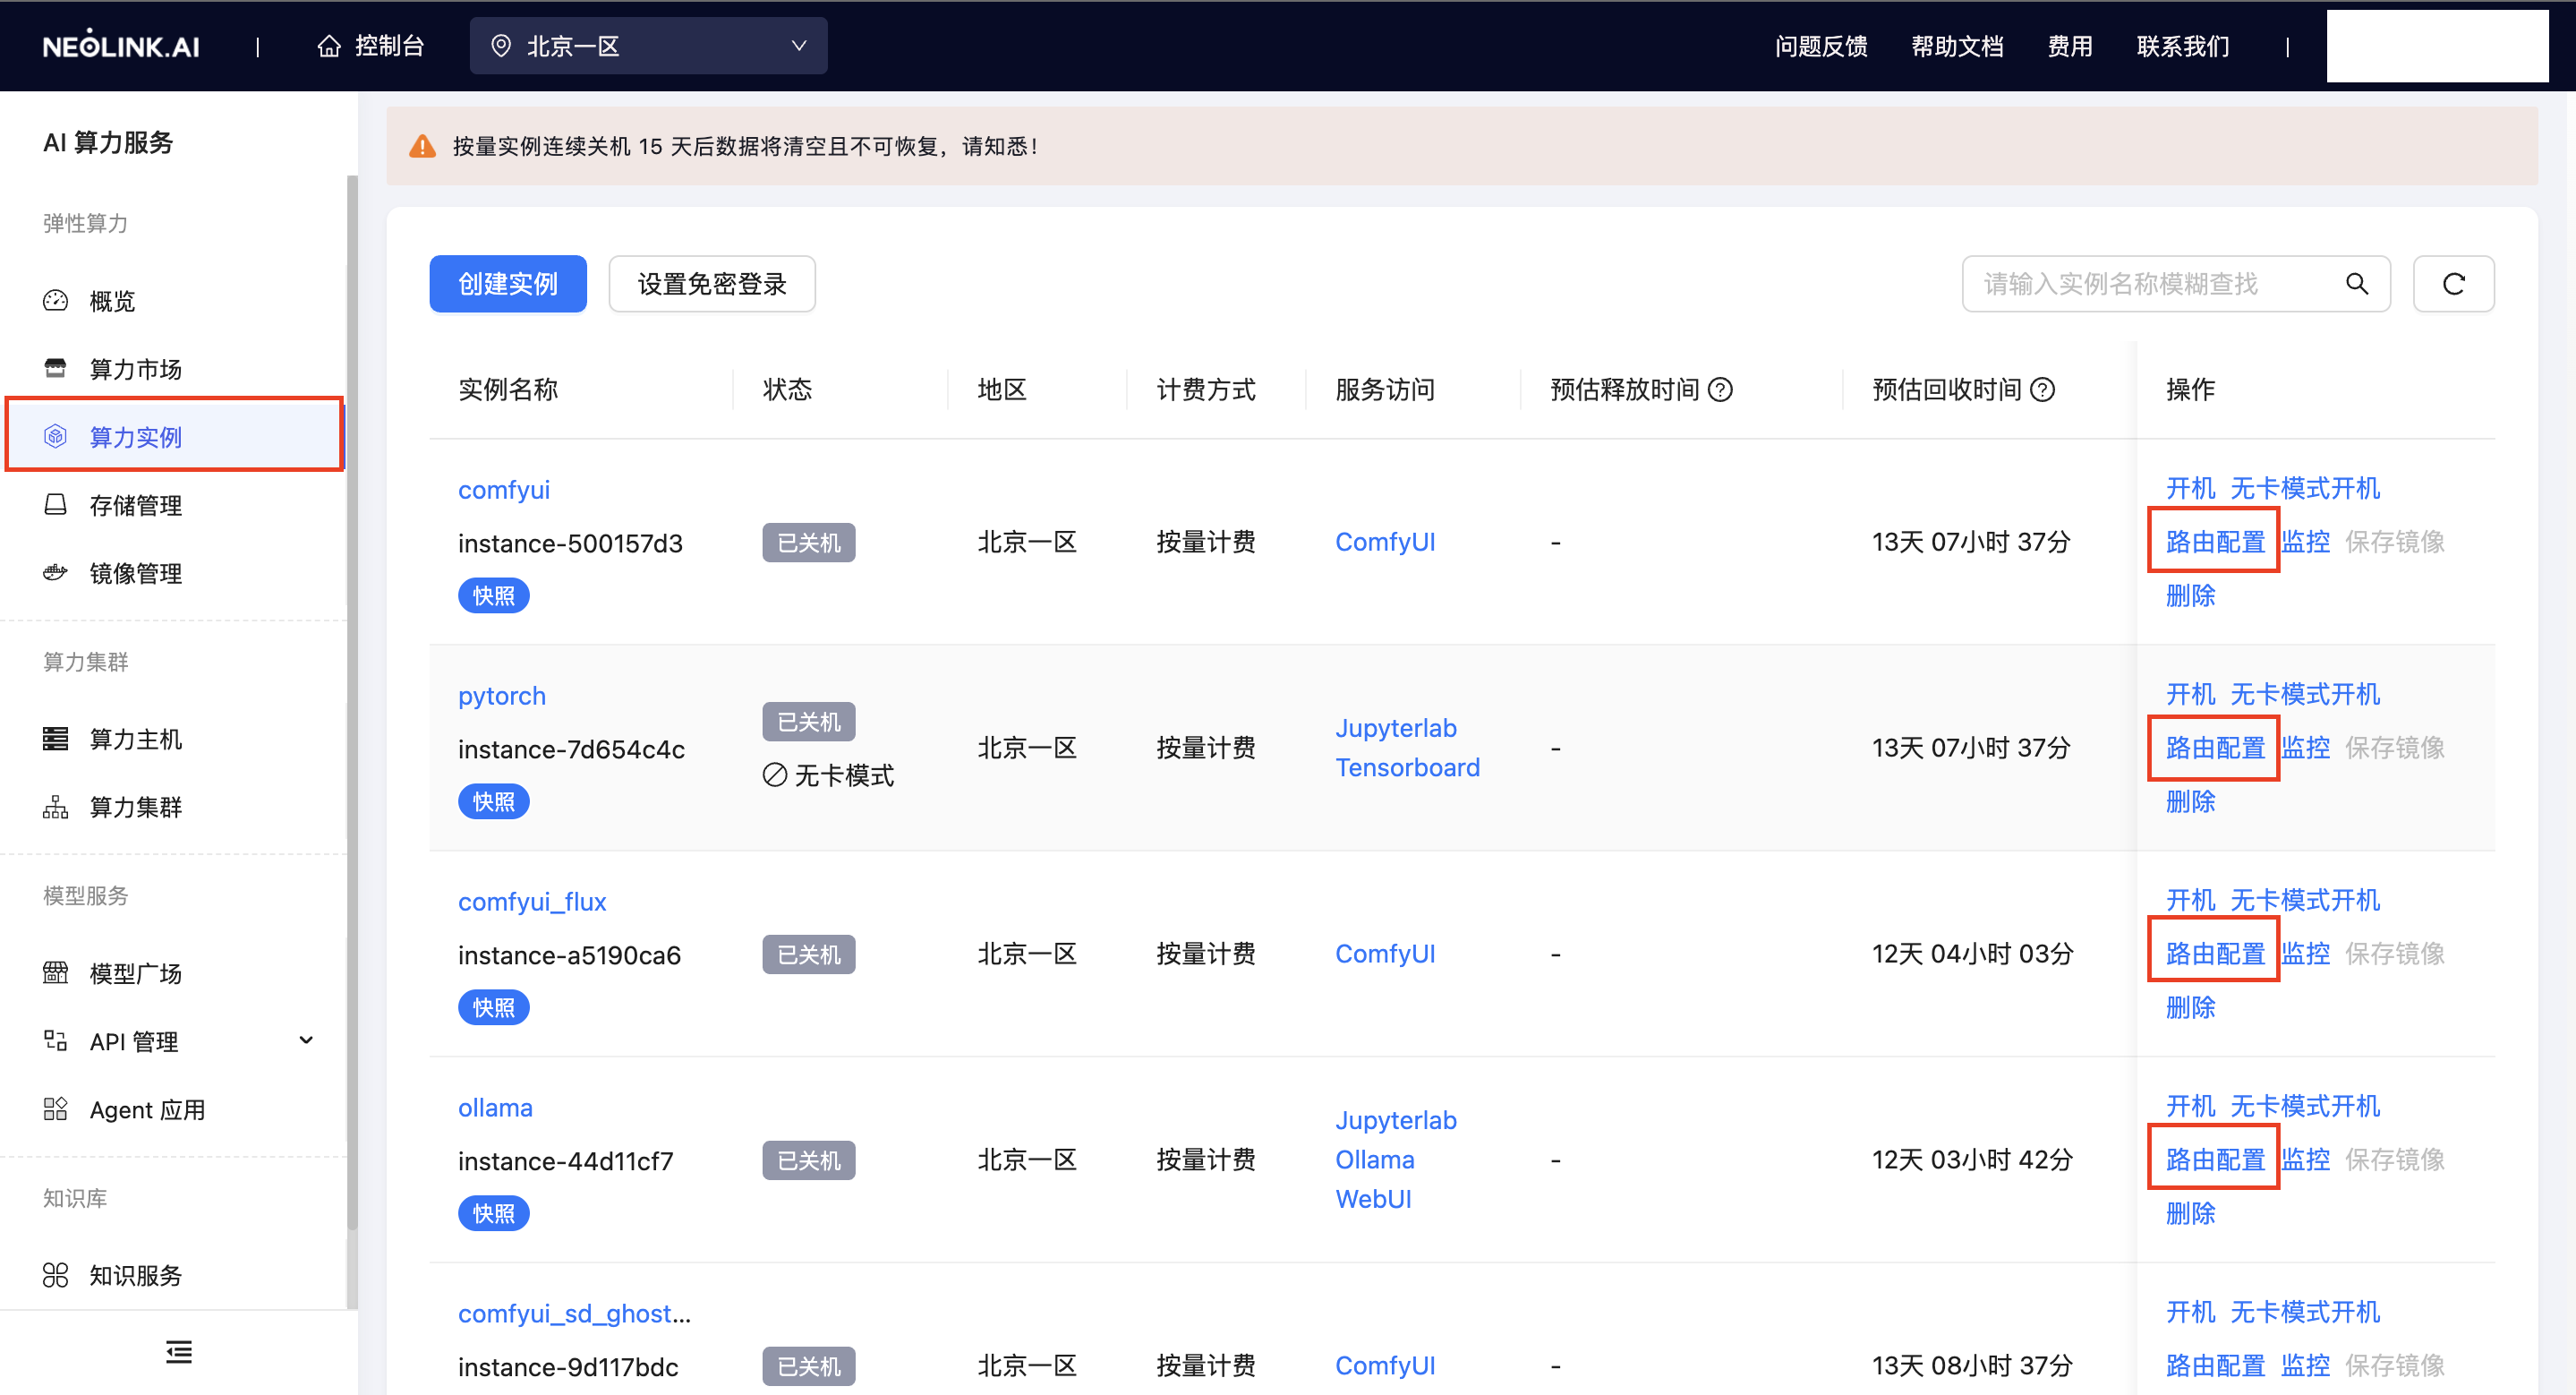 NEOLINK.AI | 控制台 北京一区 问题反馈 帮助文档 费用 联系我们 |
AI 算力服务
弹性算力
概览
算力市场
算力实例
存储管理
镜像管理
算力集群
算力主机
算力集群
模型服务
模型广场
API 管理
Agent 应用
知识库
知识服务
按量实例连续关机 15 天后数据将清空且不可恢复，请知悉！
创建实例 设置免密登录 请输入实例名称模糊查找
实例名称 状态 地区 计费方式 服务访问 预估释放时间 预估回收时间 操作
comfyui
instance-500157d3
快照
已关机
北京一区
按量计费
ComfyUI
-
13天 07小时 37分
开机 无卡模式开机
路由配置 监控 保存镜像
删除
pytorch
instance-7d654c4c
快照
已关机
无卡模式
北京一区
按量计费
Jupyterlab
Tensorboard
-
13天 07小时 37分
开机 无卡模式开机
路由配置 监控 保存镜像
删除
comfyui_flux
instance-a5190ca6
快照
已关机
北京一区
按量计费
ComfyUI
-
12天 04小时 03分
开机 无卡模式开机
路由配置 监控 保存镜像
删除
ollama
instance-44d11cf7
快照
已关机
北京一区
按量计费
Jupyterlab
Ollama
WebUI
-
12天 03小时 42分
开机 无卡模式开机
路由配置 监控 保存镜像
删除
comfyui_sd_ghost...
instance-9d117bdc
已关机
北京一区
按量计费
ComfyUI
-
13天 08小时 37分
开机 无卡模式开机
路由配置 监控 保存镜像